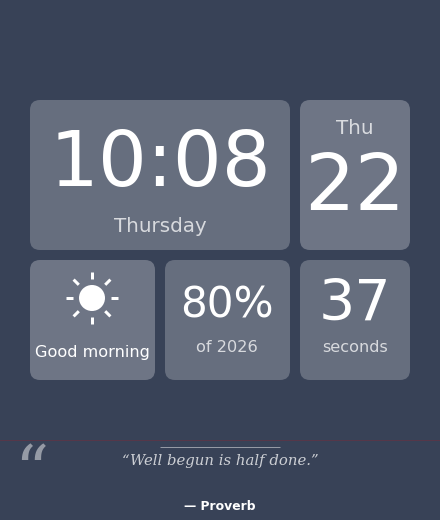 10:08
Thursday
Thu
22
Good morning
80%
of 2026
37
seconds
“Well begun is half done.”
— Proverb